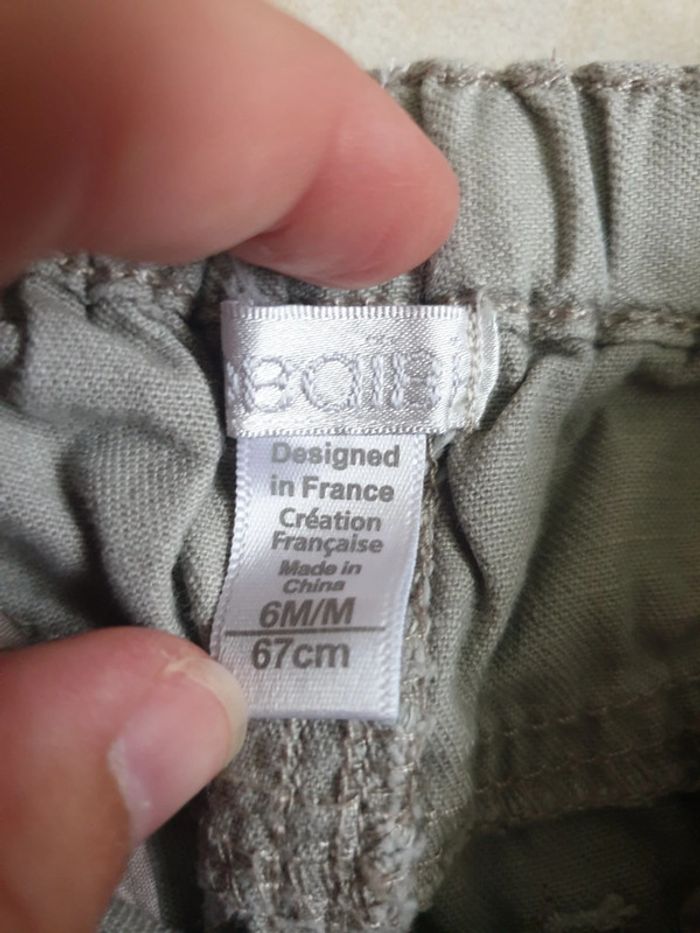 Designed
in France
Création
Française
Made in
China
6M/M
67cm